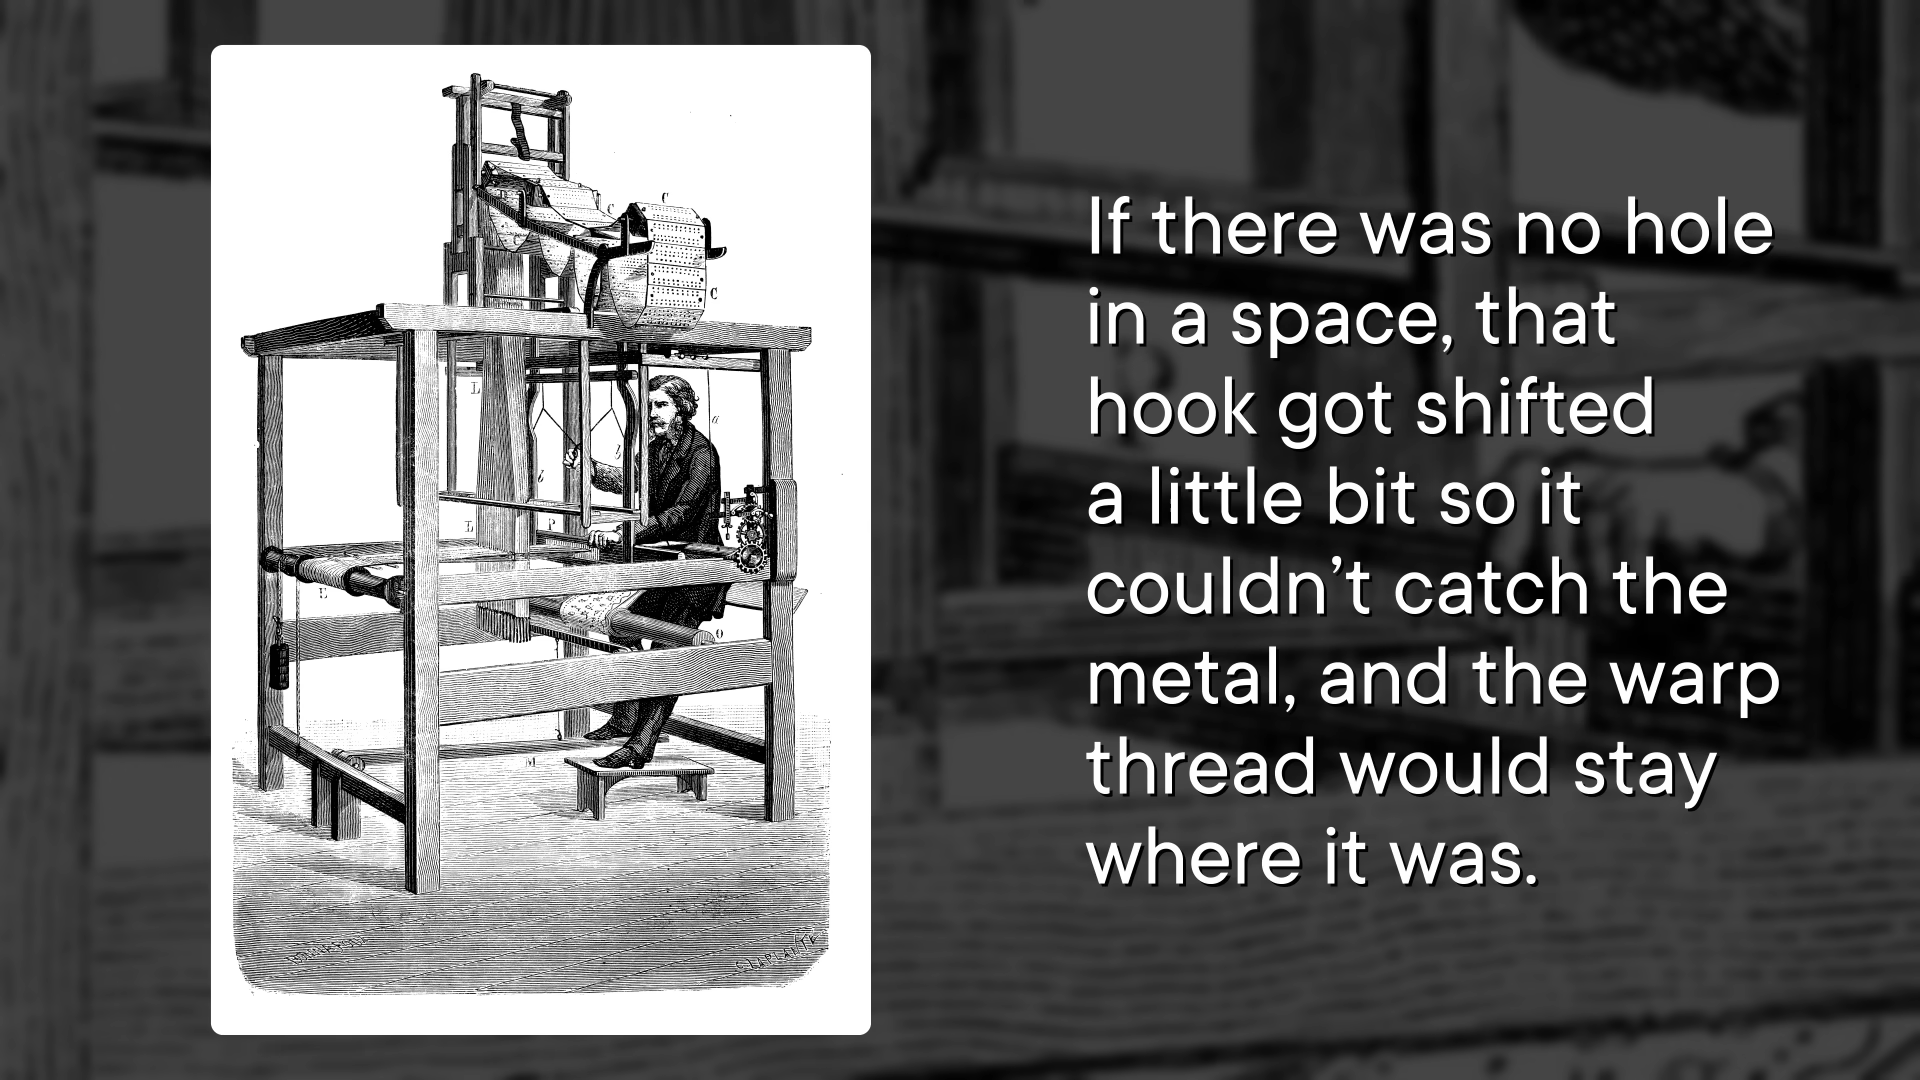 C
C
C
C
L
a
b
b
L
P
E
O
M
If there was no hole
in a space, that
hook got shifted
a little bit so it
couldn’t catch the
metal, and the warp
thread would stay
where it was.